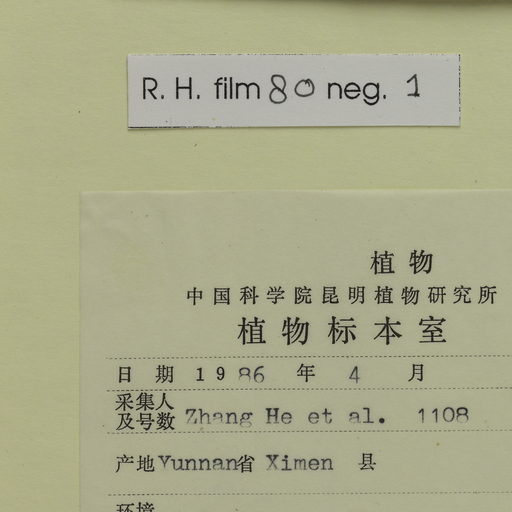 R. H. film 80 neg. 1
植物
中国科学院昆明植物研究所
植物标本室
日 期 1986 年 4 月
采集人
及号数 Zhang He et al. 1108
产地 Yunnan省 Ximen 县
环境